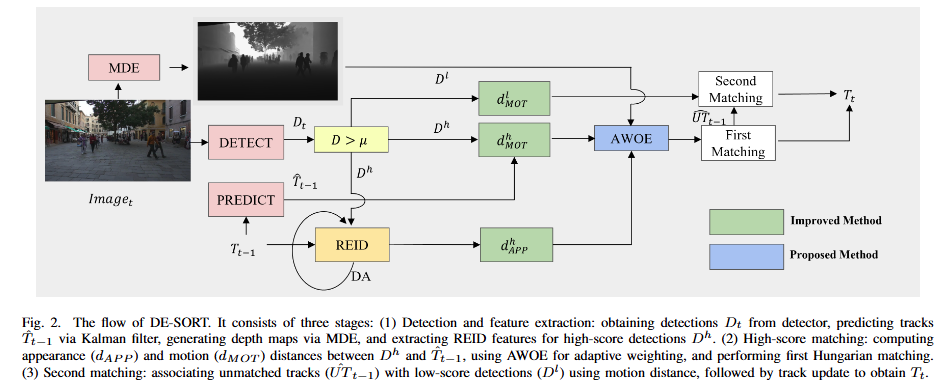 MDE
D^l
d^l_{MOT}
Second
Matching
T_t
D_t
DETECT
D > μ
D^h
d^h_{MOT}
AWOE
\widehat{UT}_{t-1}
First
Matching
D^h
Image_t
PREDICT
\hat{T}_{t-1}
T_{t-1}
REID
DA
d^h_{APP}
Improved Method
Proposed Method
Fig. 2. The flow of DE-SORT. It consists of three stages: (1) Detection and feature extraction: obtaining detections D_t from detector, predicting tracks
\hat{T}_{t-1} via Kalman filter, generating depth maps via MDE, and extracting REID features for high-score detections D^h. (2) High-score matching: computing
appearance (d_{APP}) and motion (d_{MOT}) distances between D^h and \hat{T}_{t-1}, using AWOE for adaptive weighting, and performing first Hungarian matching.
(3) Second matching: associating unmatched tracks (\hat{UT}_{t-1}) with low-score detections (D^l) using motion distance, followed by track update to obtain T_t.